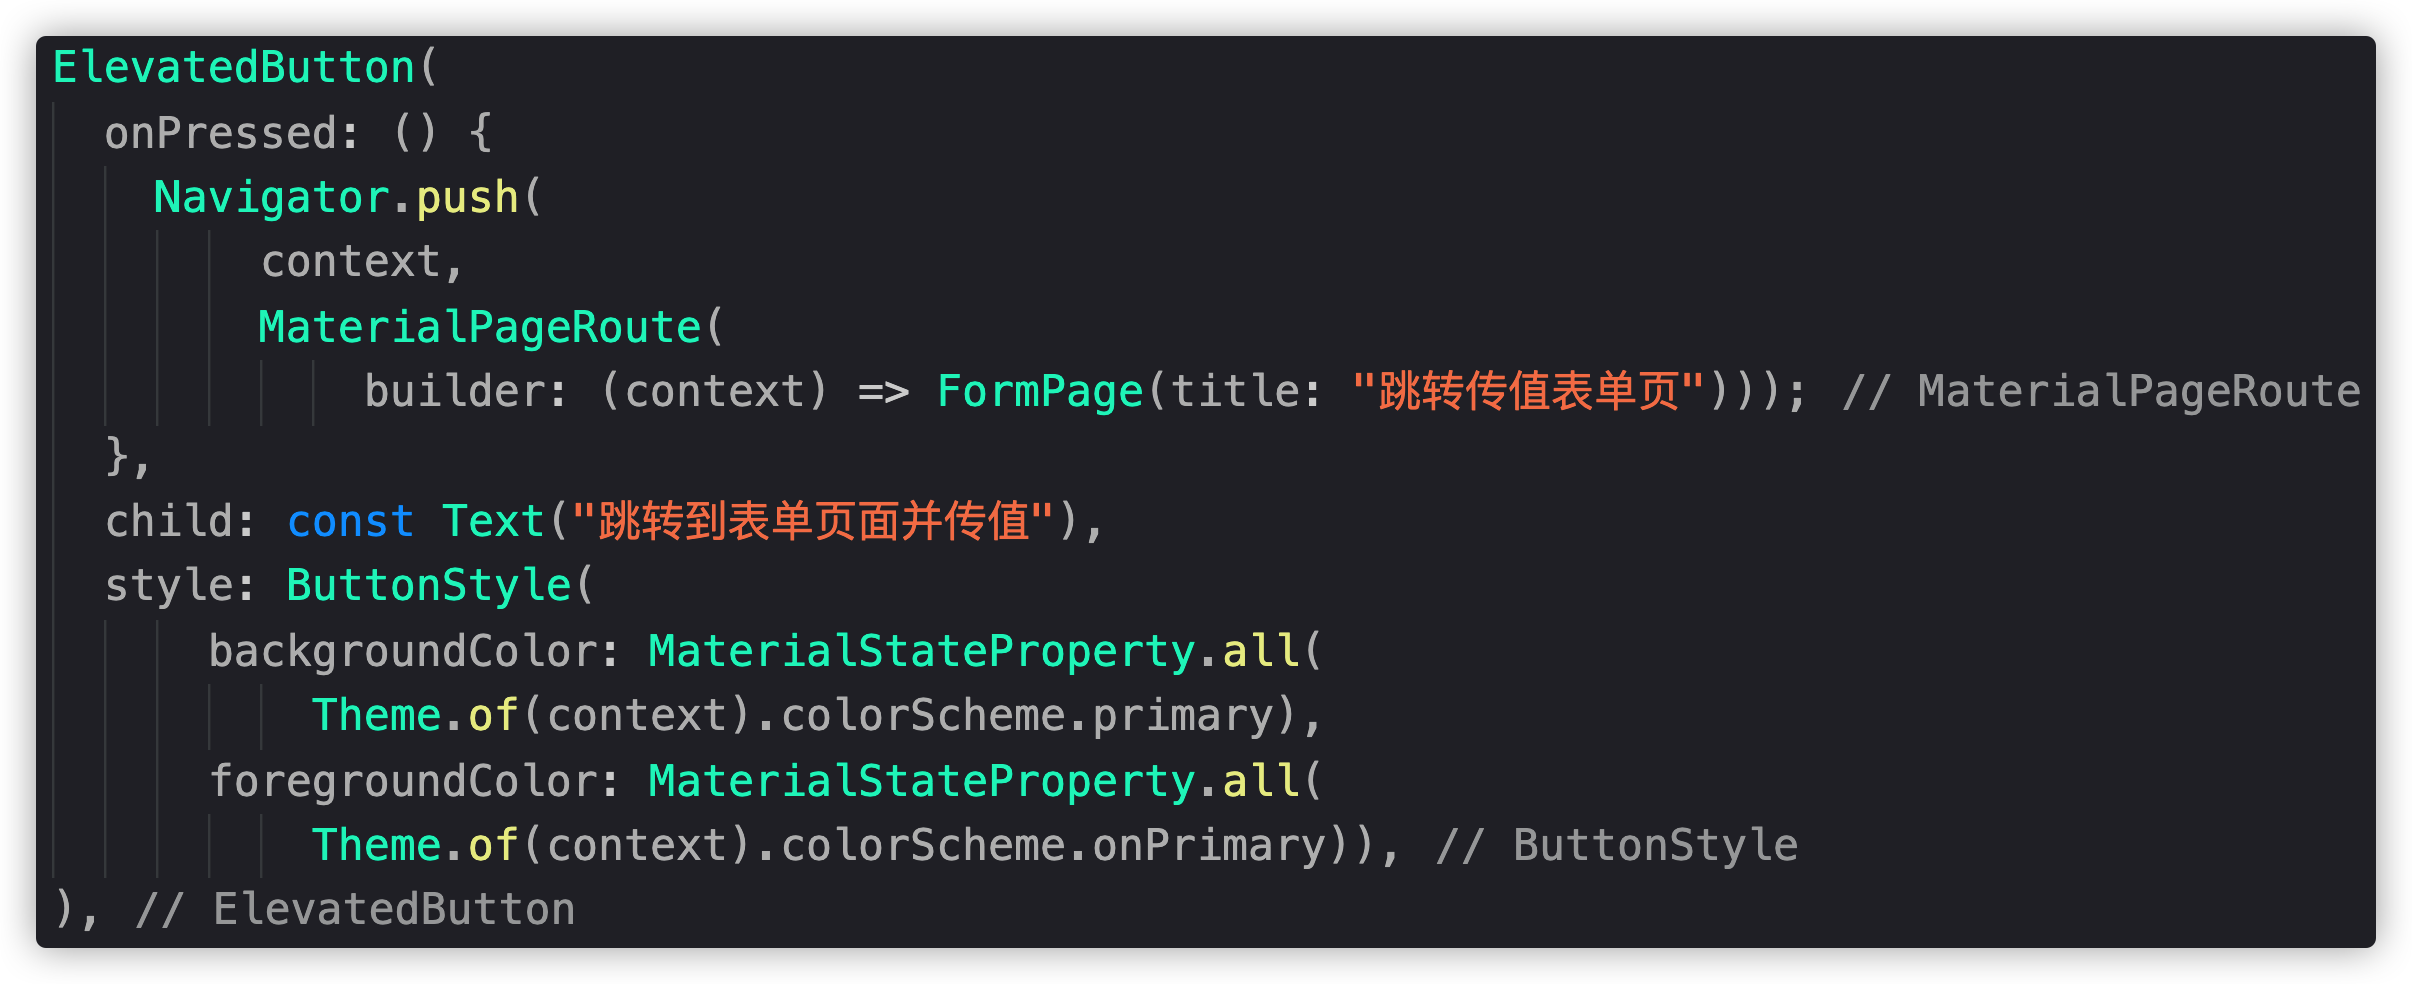 ElevatedButton(
  onPressed: () {
    Navigator.push(
        context,
        MaterialPageRoute(
            builder: (context) => FormPage(title: "跳转传值表单页"))); // MaterialPageRoute
  },
  child: const Text("跳转到表单页面并传值"),
  style: ButtonStyle(
      backgroundColor: MaterialStateProperty.all(
          Theme.of(context).colorScheme.primary),
      foregroundColor: MaterialStateProperty.all(
          Theme.of(context).colorScheme.onPrimary)), // ButtonStyle
), // ElevatedButton